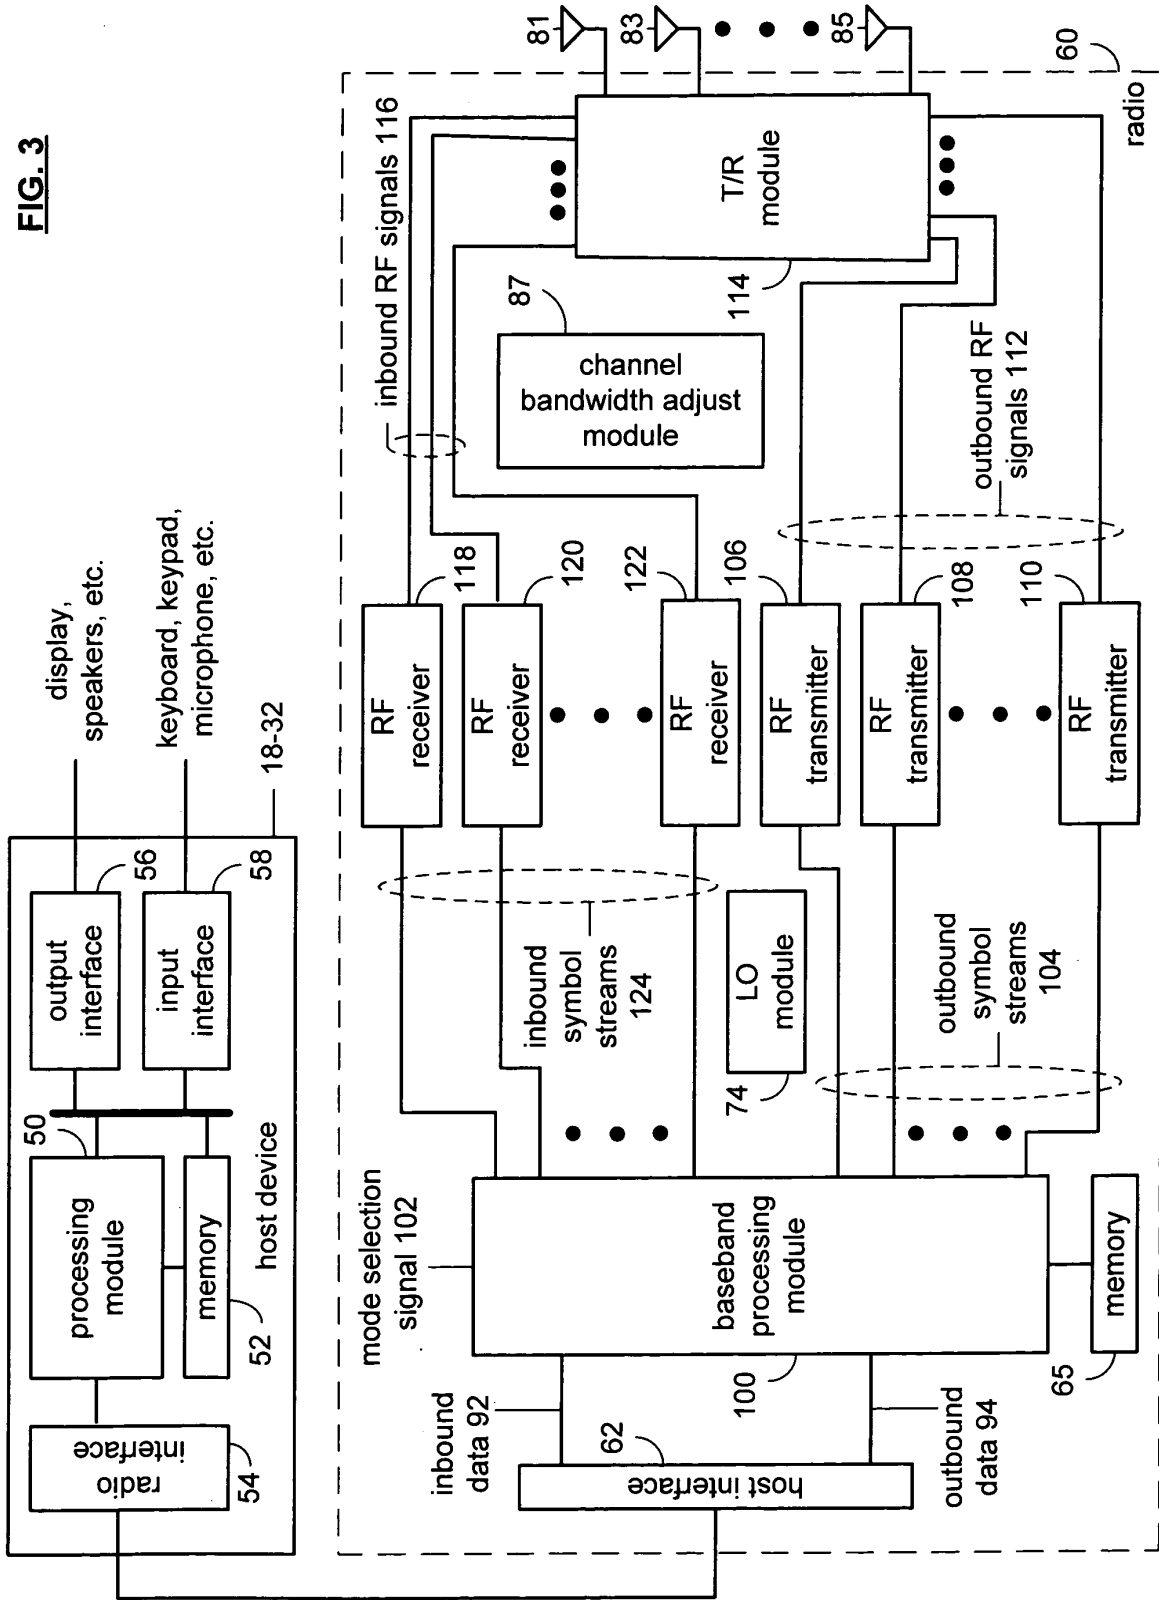 FIG. 3
display,
speakers, etc.
keyboard, keypad,
microphone, etc.
18-32
output
interface
56
input
interface
58
50
processing
module
memory
52
host device
radio
interface
54
mode selection
signal 102
inbound
data 92
62
host interface
outbound
data 94
baseband
processing
module
100
memory
65
inbound
symbol
streams
124
LO
module
74
outbound
symbol
streams
104
RF
receiver
118
RF
receiver
120
RF
receiver
122
RF
transmitter
106
RF
transmitter
108
RF
transmitter
110
inbound RF signals 116
channel
bandwidth adjust
module
87
outbound RF
signals 112
T/R
module
114
81
83
85
60
radio